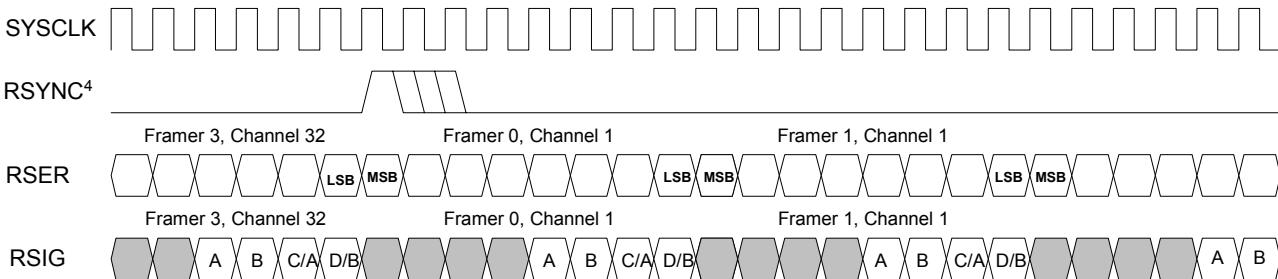 SYSCLK
RSYNC⁴
Framer 3, Channel 32 Framer 0, Channel 1 Framer 1, Channel 1
RSER LSB MSB LSB MSB LSB MSB
Framer 3, Channel 32 Framer 0, Channel 1 Framer 1, Channel 1
RSIG A B C/A D/B A B C/A D/B A B C/A D/B A B